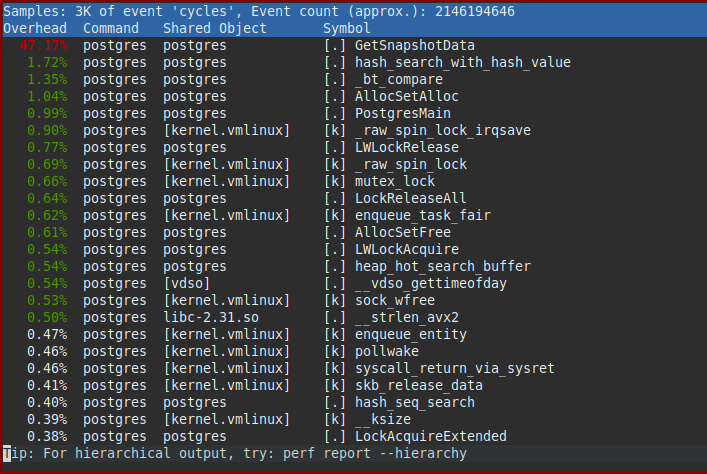 Samples: 3K of event 'cycles', Event count (approx.): 2146194646
Overhead  Command   Shared Object       Symbol
  47.17%  postgres  postgres            [.] GetSnapshotData
   1.72%  postgres  postgres            [.] hash_search_with_hash_value
   1.35%  postgres  postgres            [.] _bt_compare
   1.04%  postgres  postgres            [.] AllocSetAlloc
   0.99%  postgres  postgres            [.] PostgresMain
   0.90%  postgres  [kernel.vmlinux]    [k] _raw_spin_lock_irqsave
   0.77%  postgres  postgres            [.] LWLockRelease
   0.69%  postgres  [kernel.vmlinux]    [k] _raw_spin_lock
   0.66%  postgres  [kernel.vmlinux]    [k] mutex_lock
   0.64%  postgres  postgres            [.] LockReleaseAll
   0.62%  postgres  [kernel.vmlinux]    [k] enqueue_task_fair
   0.61%  postgres  postgres            [.] AllocSetFree
   0.54%  postgres  postgres            [.] LWLockAcquire
   0.54%  postgres  postgres            [.] heap_hot_search_buffer
   0.54%  postgres  [vdso]              [.] __vdso_gettimeofday
   0.53%  postgres  [kernel.vmlinux]    [k] sock_wfree
   0.50%  postgres  libc-2.31.so        [.] __strlen_avx2
   0.47%  postgres  [kernel.vmlinux]    [k] enqueue_entity
   0.46%  postgres  [kernel.vmlinux]    [k] pollwake
   0.46%  postgres  [kernel.vmlinux]    [k] syscall_return_via_sysret
   0.41%  postgres  [kernel.vmlinux]    [k] skb_release_data
   0.40%  postgres  postgres            [.] hash_seq_search
   0.39%  postgres  [kernel.vmlinux]    [k] __ksize
   0.38%  postgres  postgres            [.] LockAcquireExtended
Tip: For hierarchical output, try: perf report --hierarchy